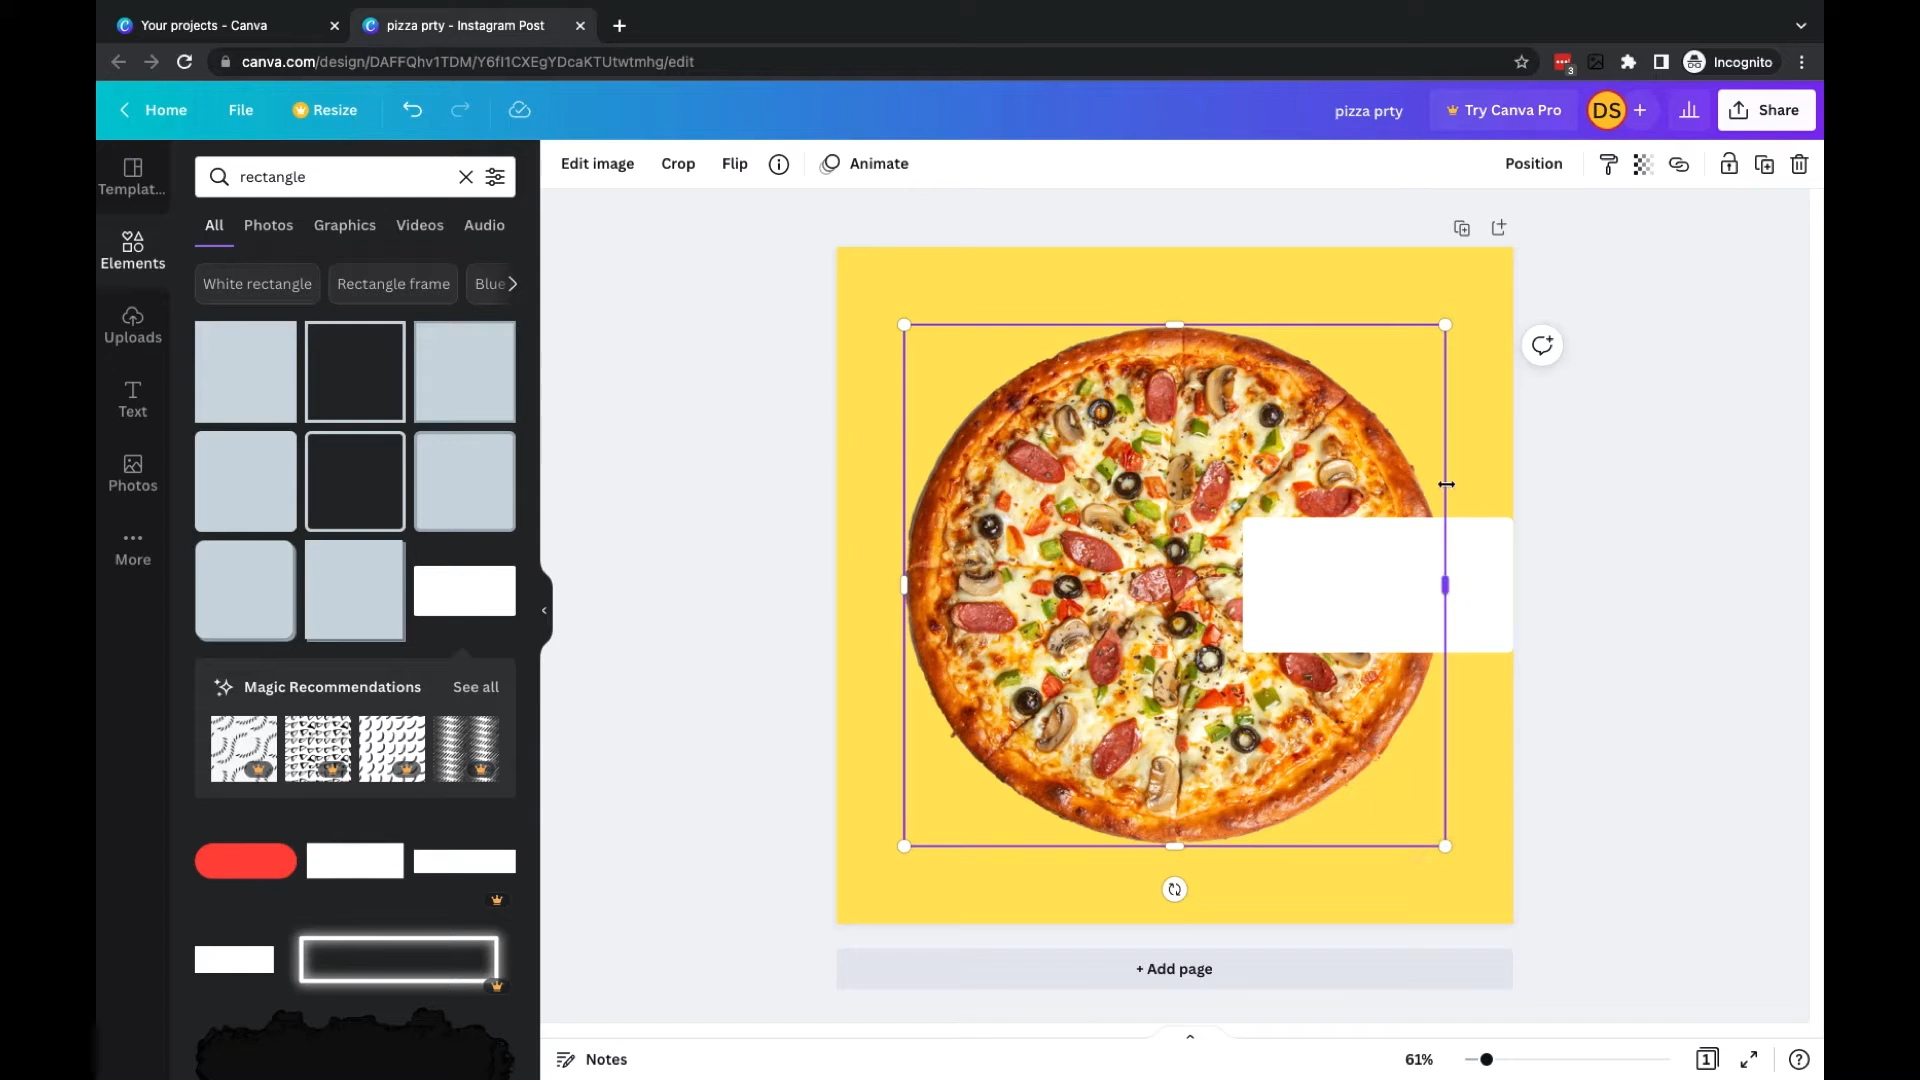 Your projects - Canva
pizza prty - Instagram Post
canva.com/design/DAFFQhv1TDM/Y6fI1CXEgYDcaKTUtwtmhg/edit
3
Incognito
Home
File
Resize
pizza prty
Try Canva Pro
DS
Share
Templat...
Elements
Uploads
Text
Photos
More
rectangle
All
Photos
Graphics
Videos
Audio
White rectangle
Rectangle frame
Blue
Magic Recommendations
See all
Edit image
Crop
Flip
Animate
Position
+ Add page
Notes
61%
1